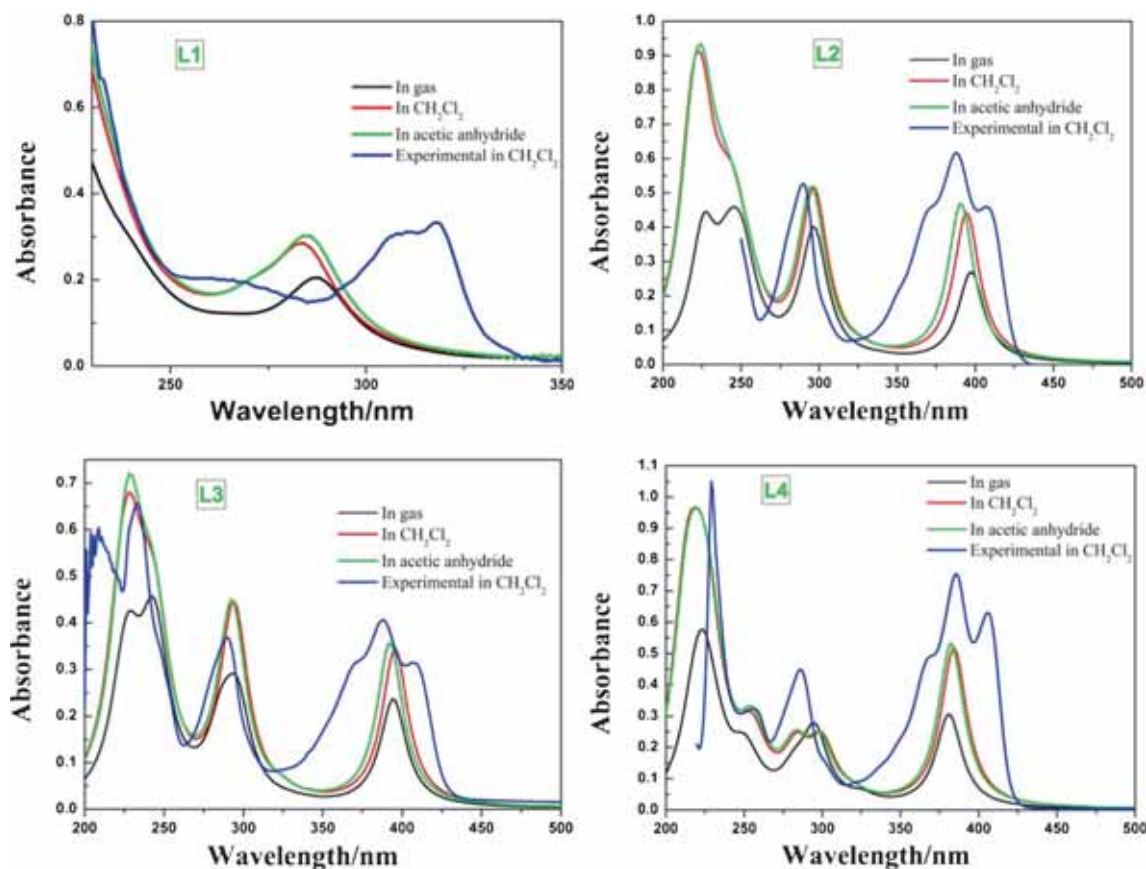 L1
In gas
In CH₂Cl₂
In acetic anhydride
Experimental in CH₂Cl₂
Absorbance
0.8
0.6
0.4
0.2
0.0
250 300 350
Wavelength/nm
L2
In gas
In CH₂Cl₂
In acetic anhydride
Experimental in CH₂Cl₂
Absorbance
1.0
0.9
0.8
0.7
0.6
0.5
0.4
0.3
0.2
0.1
0.0
200 250 300 350 400 450 500
Wavelength/nm
L3
In gas
In CH₂Cl₂
In acetic anhydride
Experimental in CH₂Cl₂
Absorbance
0.7
0.6
0.5
0.4
0.3
0.2
0.1
0.0
200 250 300 350 400 450 500
Wavelength/nm
L4
In gas
In CH₂Cl₂
In acetic anhydride
Experimental in CH₂Cl₂
Absorbance
1.1
1.0
0.9
0.8
0.7
0.6
0.5
0.4
0.3
0.2
0.1
0.0
200 250 300 350 400 450 500
Wavelength/nm